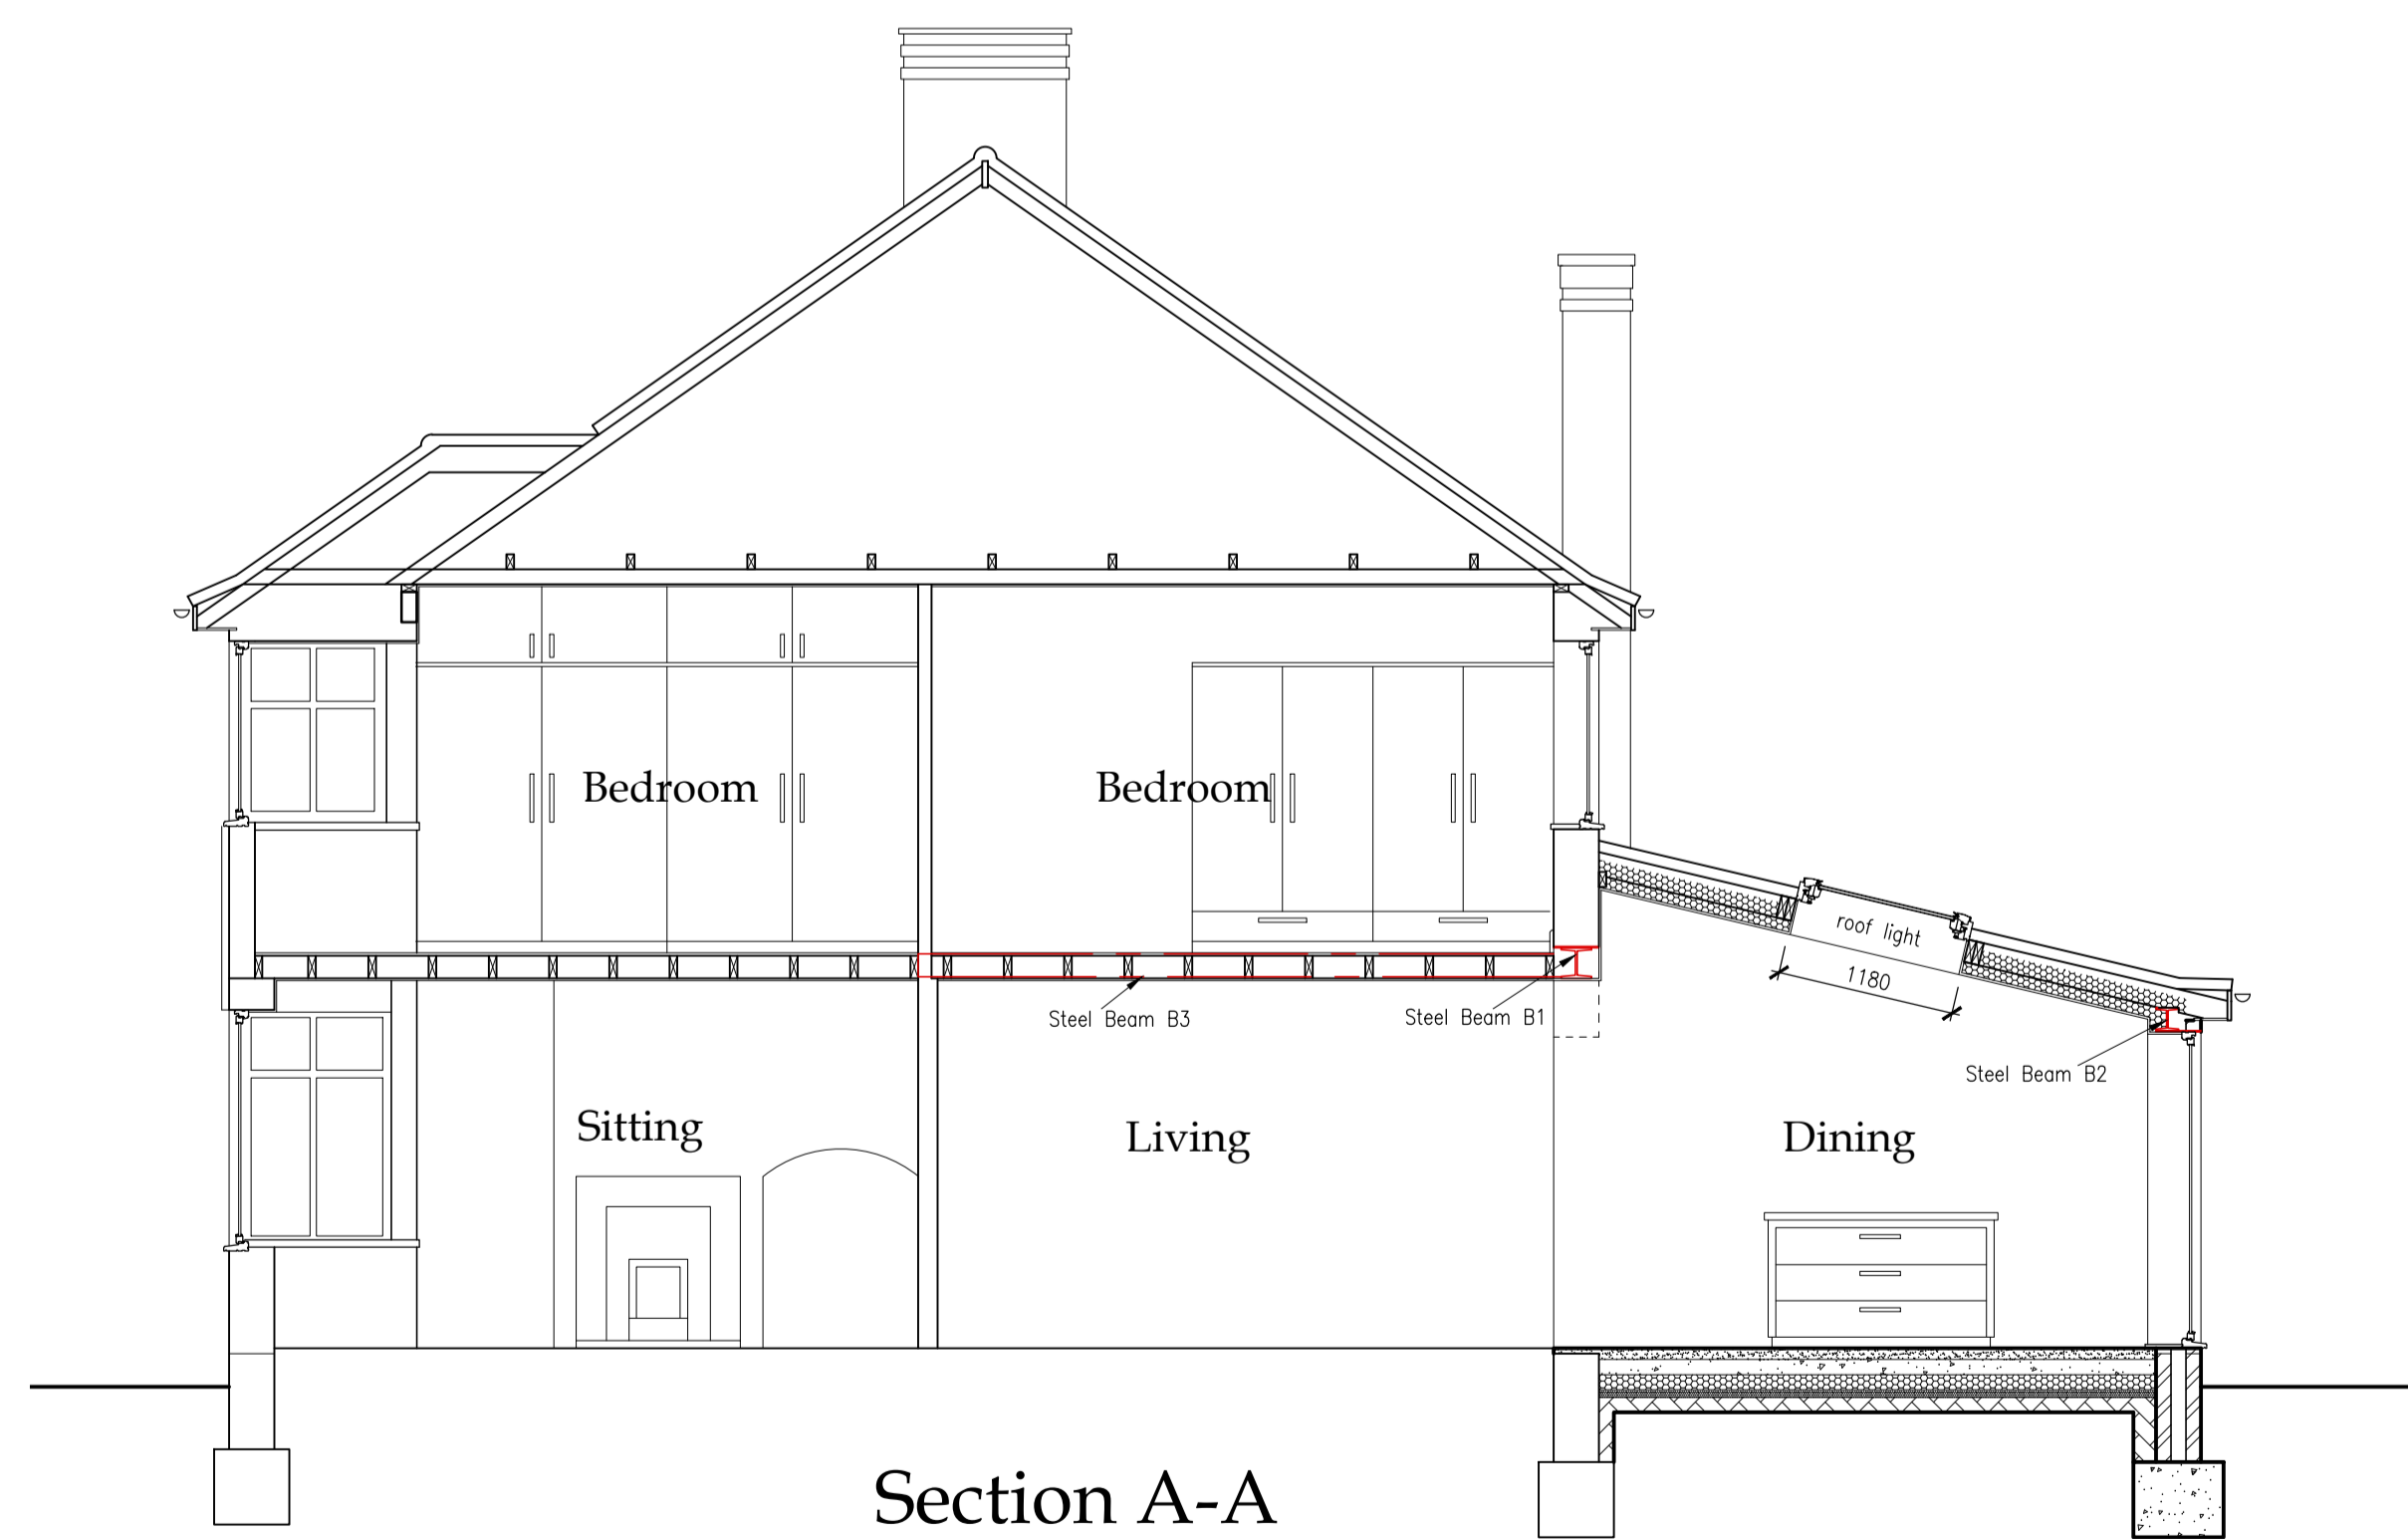 Bedroom
Bedroom
roof light
1180
Steel Beam B3
Steel Beam B1
Steel Beam B2
Sitting
Living
Dining
Section A-A